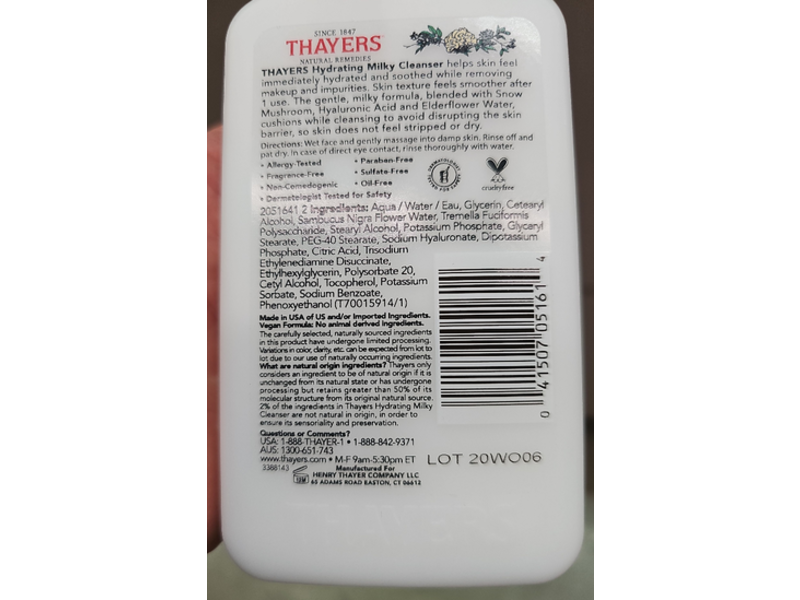 SINCE 1847
THAYERS
NATURAL REMEDIES
THAYERS Hydrating Milky Cleanser helps skin feel
immediately hydrated and soothed while removing
makeup and impurities. Skin texture feels smoother after
1 use. The gentle, milky formula, blended with Snow
Mushroom, Hyaluronic Acid and Elderflower Water,
cushions while cleansing to avoid disrupting the skin
barrier, so skin does not feel stripped or dry.
Directions: Wet face and gently massage into damp skin. Rinse off and
pat dry. In case of direct eye contact, rinse thoroughly with water.
• Allergy-Tested • Paraben-Free
• Fragrance-Free • Sulfate-Free
• Non-Comedogenic • Oil-Free
• Dermatologist Tested for Safety
crueltyfree
2051641 2 Ingredients: Aqua / Water / Eau, Glycerin, Cetearyl
Alcohol, Sambucus Nigra Flower Water, Tremella Fuciformis
Polysaccharide, Stearyl Alcohol, Potassium Phosphate, Glyceryl
Stearate, PEG-40 Stearate, Sodium Hyaluronate, Dipotassium
Phosphate, Citric Acid, Trisodium
Ethylenediamine Disuccinate,
Ethylhexylglycerin, Polysorbate 20,
Cetyl Alcohol, Tocopherol, Potassium
Sorbate, Sodium Benzoate,
Phenoxyethanol (T70015914/1)
Made in USA of US and/or Imported Ingredients.
Vegan Formula: No animal derived ingredients.
The carefully selected, naturally sourced ingredients
in this product have undergone limited processing.
Variations in color, clarity, etc. can be expected from lot to
lot due to our use of naturally occurring ingredients.
What are natural origin ingredients? Thayers only
considers an ingredient to be of natural origin if it is
unchanged from its natural state or has undergone
processing but retains greater than 50% of its
molecular structure from its original natural source.
2% of the ingredients in Thayers Hydrating Milky
Cleanser are not natural in origin, in order to
ensure its sensoriality and preservation.
Questions or Comments?
USA: 1-888-THAYER-1 • 1-888-842-9371
AUS: 1300-651-743
www.thayers.com • M-F 9am-5:30pm ET
3388143
18M
Manufactured For
HENRY THAYER COMPANY LLC
65 ADAMS ROAD EASTON, CT 06612
0 41507 05161 4
LOT 20WO06